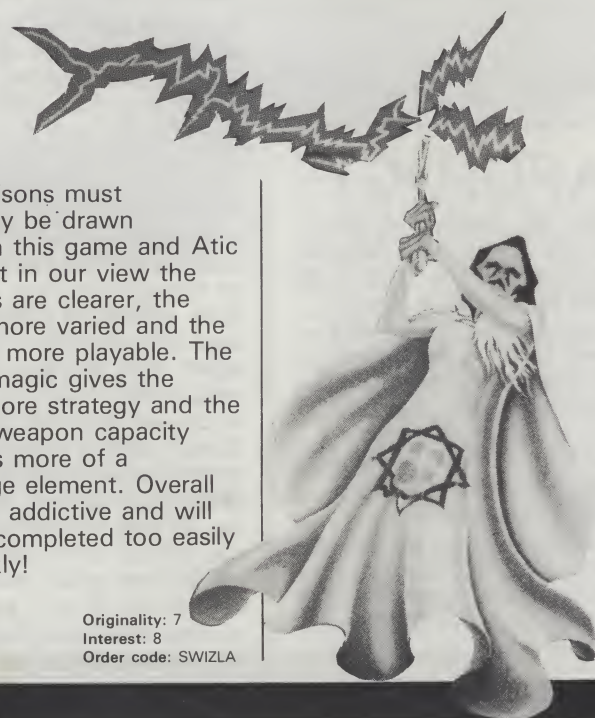 sons must
y be drawn
this game and Atic
t in our view the
s are clearer, the
more varied and the
more playable. The
magic gives the
ore strategy and the
weapon capacity
s more of a
ge element. Overall
addictive and will
completed too easily
ly!
Originality: 7
Interest: 8
Order code: SWIZLA